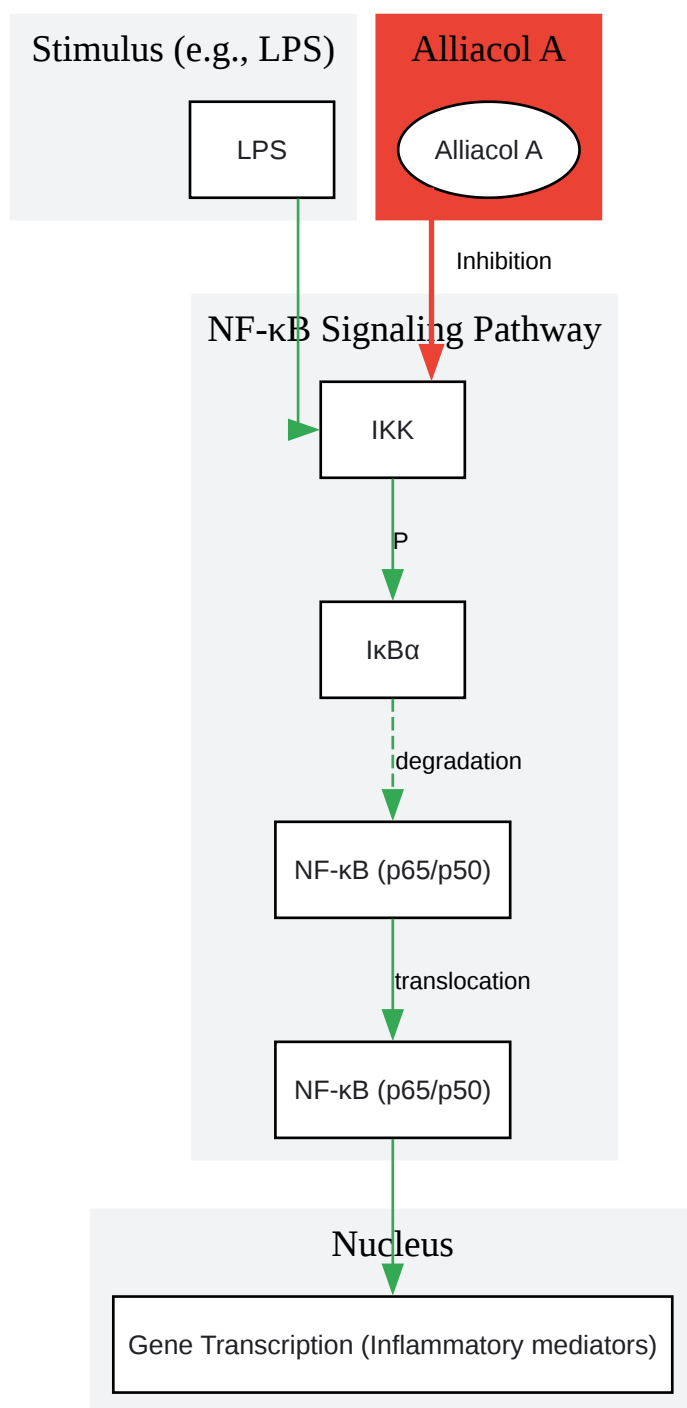 Stimulus (e.g., LPS)
Alliacol A
LPS
Alliacol A
Inhibition
NF-κB Signaling Pathway
IKK
P
IκBα
degradation
NF-κB (p65/p50)
translocation
NF-κB (p65/p50)
Nucleus
Gene Transcription (Inflammatory mediators)